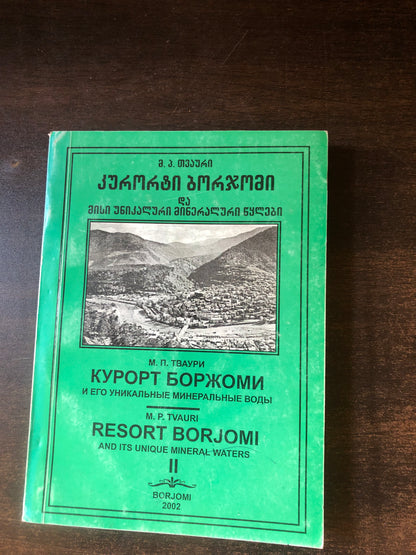 მ. პ. თვაური
კურორტი ბორჯომი
და
მისი უნიკალური მინერალური წყლები
М. П. ТВАУРИ
КУРОРТ БОРЖОМИ
И ЕГО УНИКАЛЬНЫЕ МИНЕРАЛЬНЫЕ ВОДЫ
M. P. TVAURI
RESORT BORJOMI
AND ITS UNIQUE MINERAL WATERS
II
BORJOMI
2002